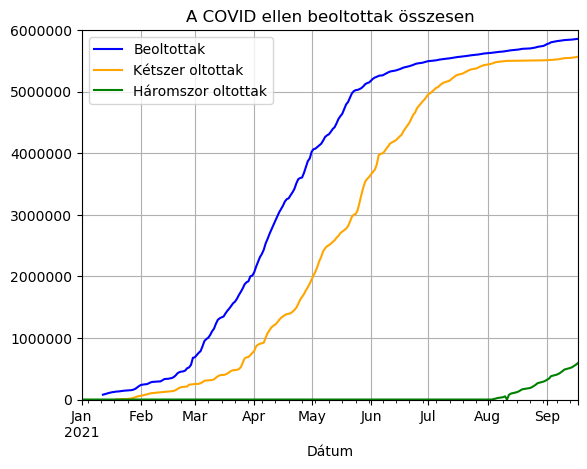 A COVID ellen beoltottak összesen
6000000
5000000
4000000
3000000
2000000
1000000
0
Beoltottak
Kétszer oltottak
Háromszor oltottak
Jan Feb Mar Apr May Jun Jul Aug Sep
2021
Dátum